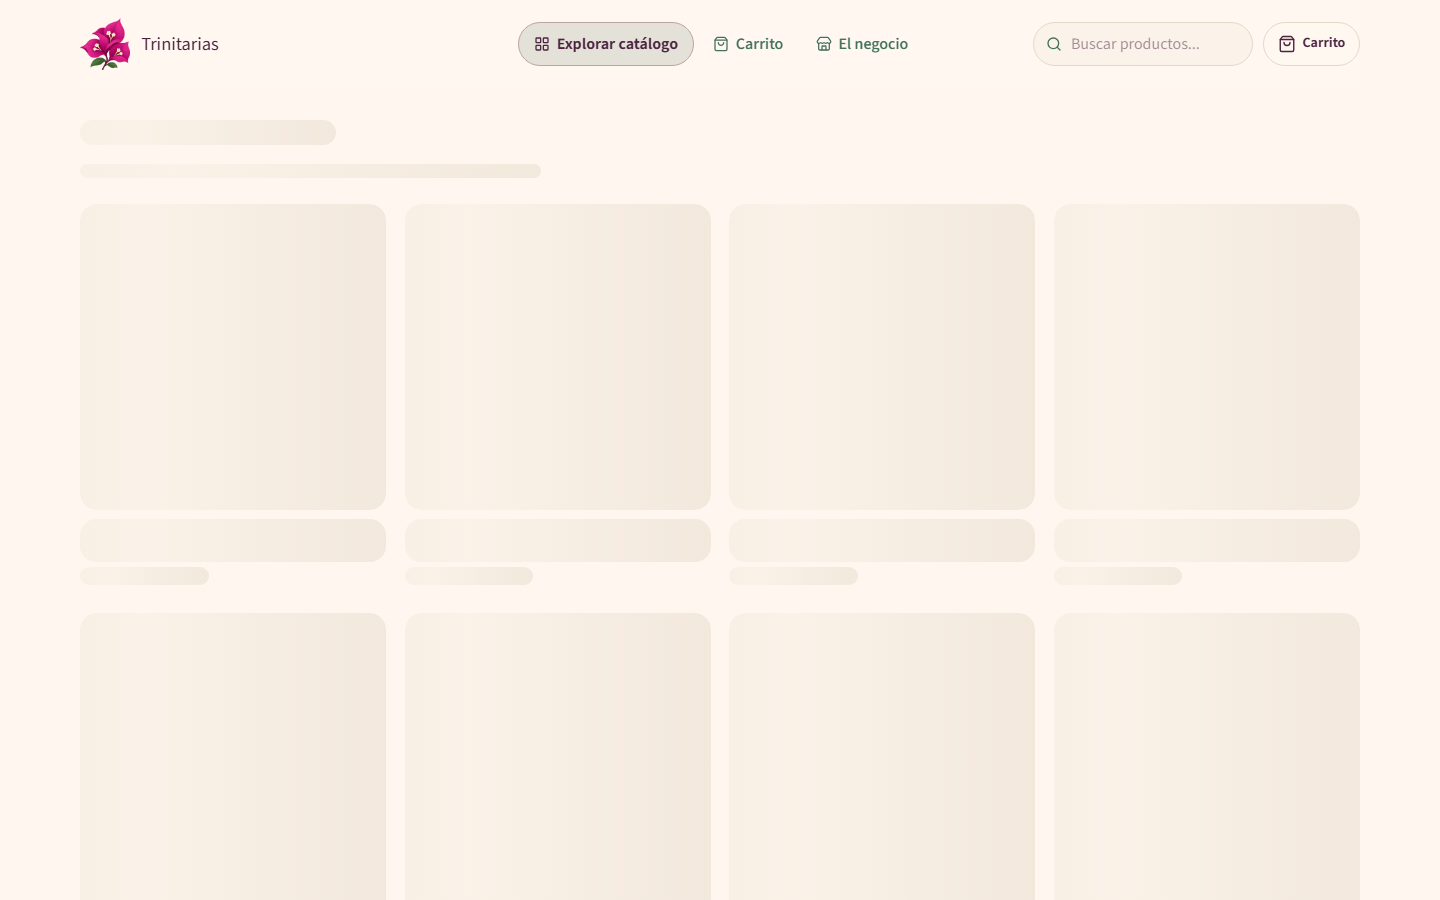 Trinitarias
Explorar catálogo
Carrito
El negocio
Buscar productos...
Carrito